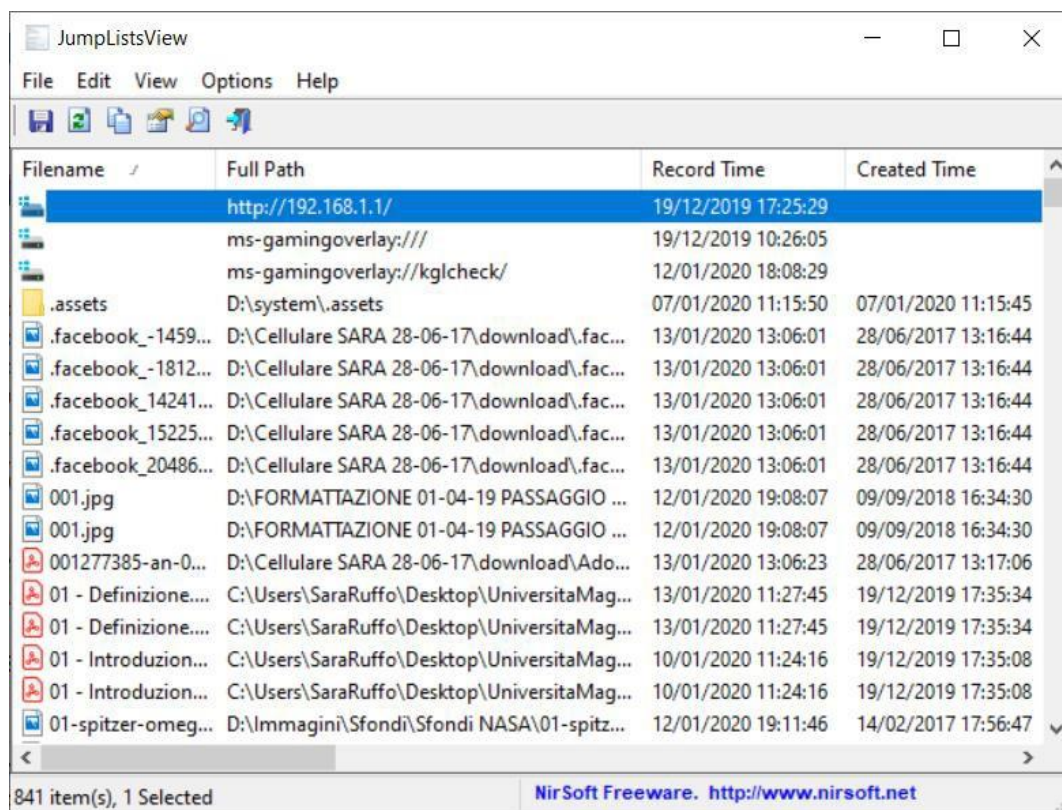 JumpListsView
File Edit View Options Help
Filename Full Path Record Time Created Time
http://192.168.1.1/ 19/12/2019 17:25:29
ms-gamingoverlay:/// 19/12/2019 10:26:05
ms-gamingoverlay://kglcheck/ 12/01/2020 18:08:29
.assets D:\system\.assets 07/01/2020 11:15:50 07/01/2020 11:15:45
.facebook_-1459... D:\Cellulare SARA 28-06-17\download\.fac... 13/01/2020 13:06:01 28/06/2017 13:16:44
.facebook_-1812... D:\Cellulare SARA 28-06-17\download\.fac... 13/01/2020 13:06:01 28/06/2017 13:16:44
.facebook_14241... D:\Cellulare SARA 28-06-17\download\.fac... 13/01/2020 13:06:01 28/06/2017 13:16:44
.facebook_15225... D:\Cellulare SARA 28-06-17\download\.fac... 13/01/2020 13:06:01 28/06/2017 13:16:44
.facebook_20486... D:\Cellulare SARA 28-06-17\download\.fac... 13/01/2020 13:06:01 28/06/2017 13:16:44
001.jpg D:\FORMATTAZIONE 01-04-19 PASSAGGIO ... 12/01/2020 19:08:07 09/09/2018 16:34:30
001.jpg D:\FORMATTAZIONE 01-04-19 PASSAGGIO ... 12/01/2020 19:08:07 09/09/2018 16:34:30
001277385-an-0... D:\Cellulare SARA 28-06-17\download\Ado... 13/01/2020 13:06:23 28/06/2017 13:17:06
01 - Definizione.... C:\Users\SaraRuffo\Desktop\UniversitaMag... 13/01/2020 11:27:45 19/12/2019 17:35:34
01 - Definizione.... C:\Users\SaraRuffo\Desktop\UniversitaMag... 13/01/2020 11:27:45 19/12/2019 17:35:34
01 - Introduzion... C:\Users\SaraRuffo\Desktop\UniversitaMag... 10/01/2020 11:24:16 19/12/2019 17:35:08
01 - Introduzion... C:\Users\SaraRuffo\Desktop\UniversitaMag... 10/01/2020 11:24:16 19/12/2019 17:35:08
01-spitzer-omeg... D:\Immagini\Sfondi\Sfondi NASA\01-spitz... 12/01/2020 19:11:46 14/02/2017 17:56:47
841 item(s), 1 Selected NirSoft Freeware. http://www.nirsoft.net